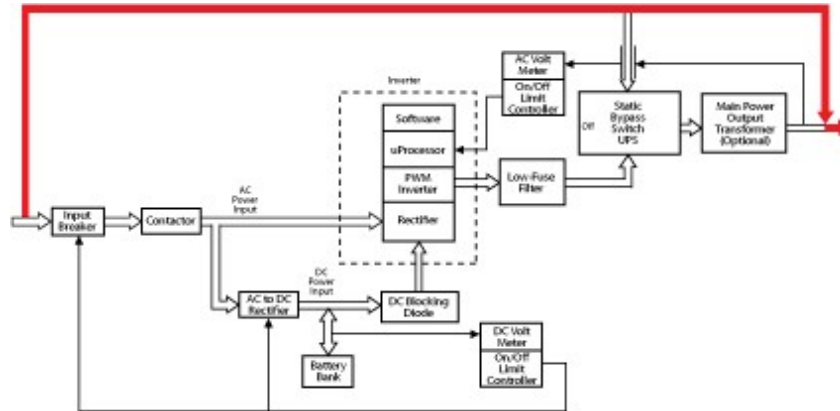 Inverter
AC Volt
Meter
On/Off
Limit
Controller
Software
uProcessor
PWM
Inverter
Rectifier
Off
Static
Bypass
Switch
UPS
Main Power
Output
Transformer
(Optional)
Low-Fuse
Filter
Input
Breaker
Contactor
AC
Power
Input
AC to DC
Rectifier
DC
Power
Input
DC Blocking
Diode
Battery
Bank
DC Volt
Meter
On/Off
Limit
Controller